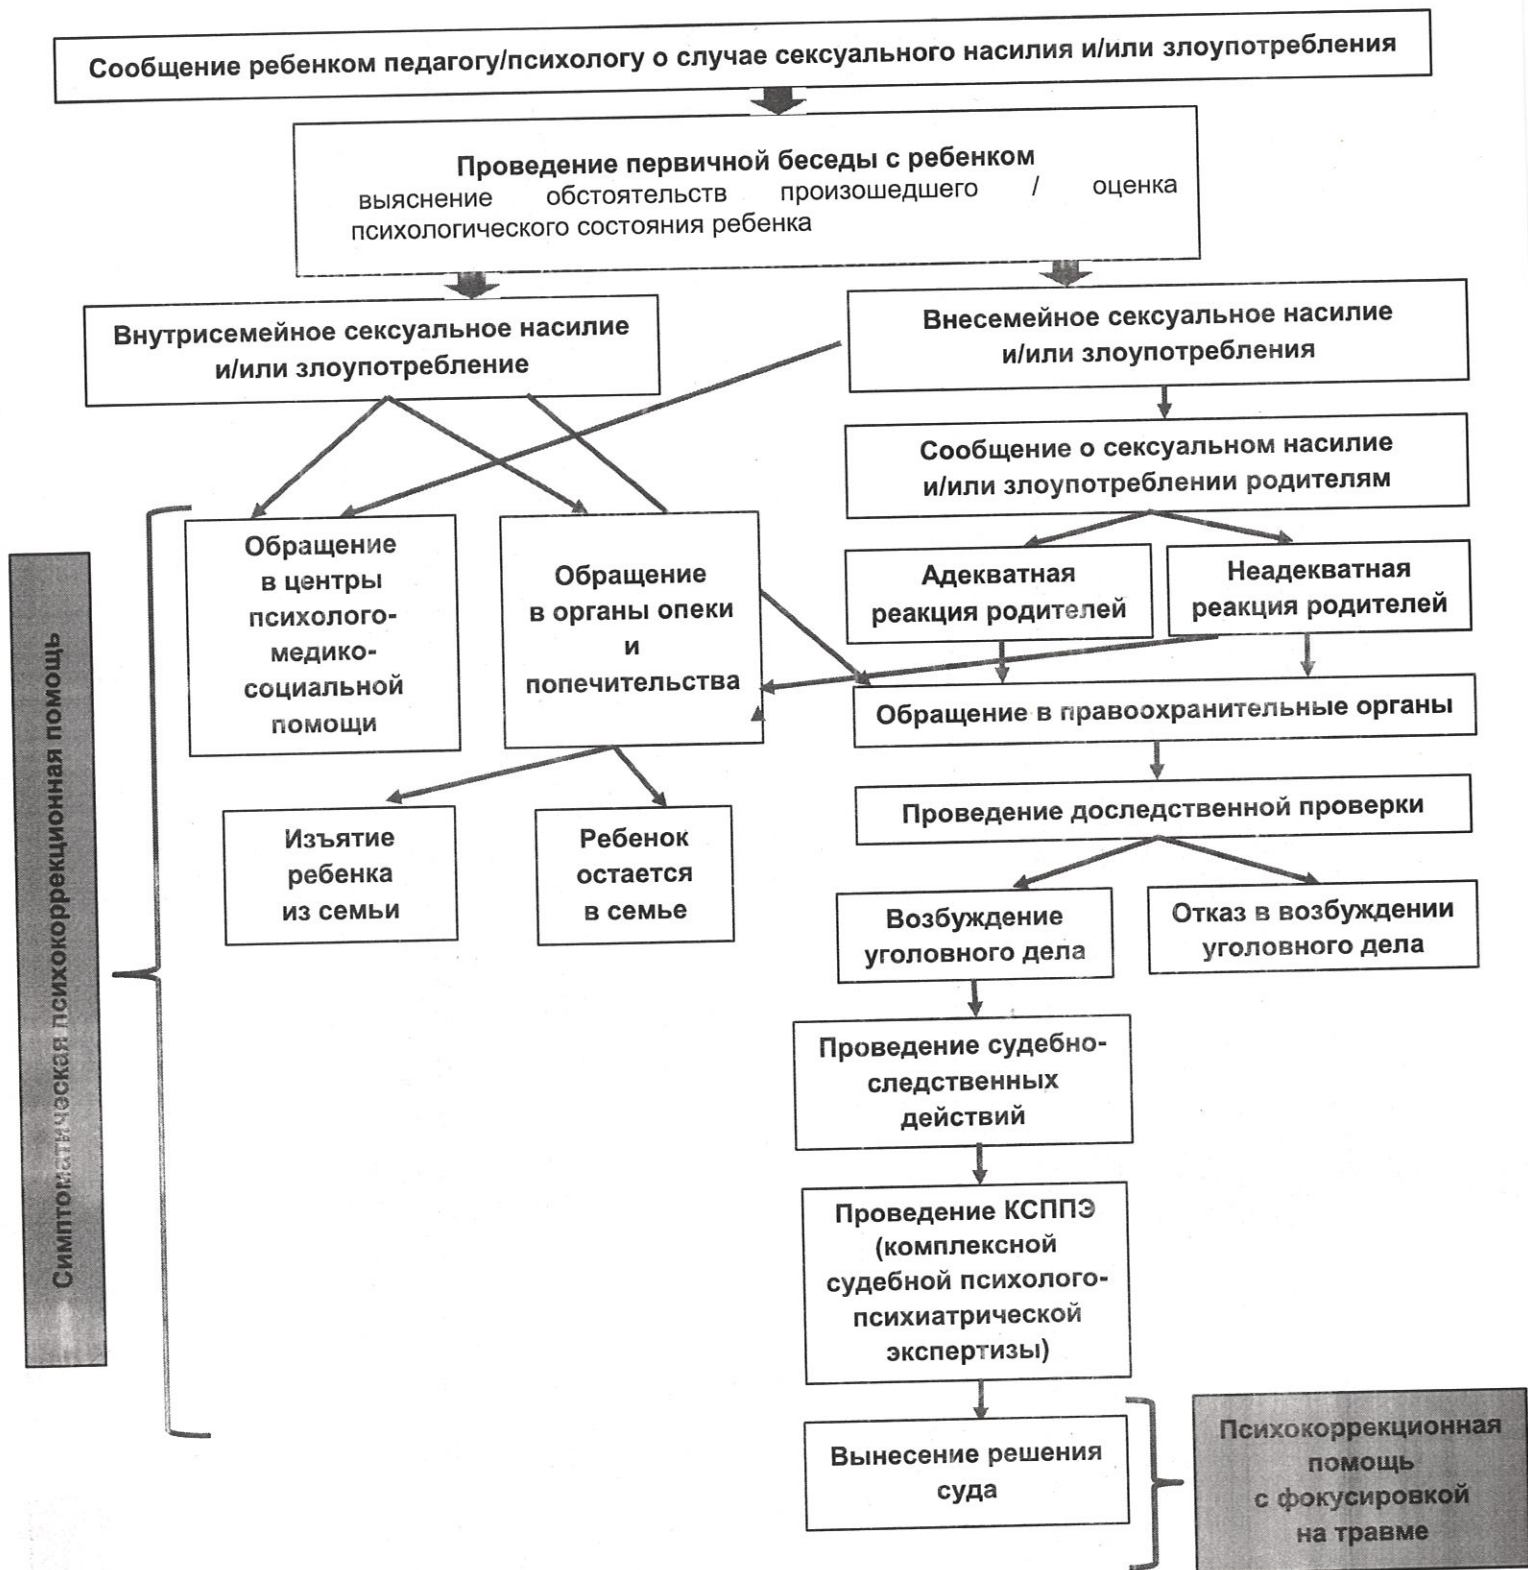 Сообщение ребенком педагогу/психологу о случае сексуального насилия и/или злоупотребления
Проведение первичной беседы с ребенком
выяснение обстоятельств произошедшего / оценка
психологического состояния ребенка
Внутрисемейное сексуальное насилие
и/или злоупотребление
Внесемейное сексуальное насилие
и/или злоупотребления
Сообщение о сексуальном насилие
и/или злоупотреблении родителям
Обращение
в центры
психолого-
медико-
социальной
помощи
Обращение
в органы опеки
и
попечительства
Адекватная
реакция родителей
Неадекватная
реакция родителей
Обращение в правоохранительные органы
Изъятие
ребенка
из семьи
Ребенок
остается
в семье
Проведение доследственной проверки
Возбуждение
уголовного дела
Отказ в возбуждении
уголовного дела
Проведение судебно-
следственных
действий
Проведение КСППЭ
(комплексной
судебной психолого-
психиатрической
экспертизы)
Вынесение решения
суда
Симптоматическая психокоррекционная помощь
Психокоррекционная
помощь
с фокусировкой
на травме